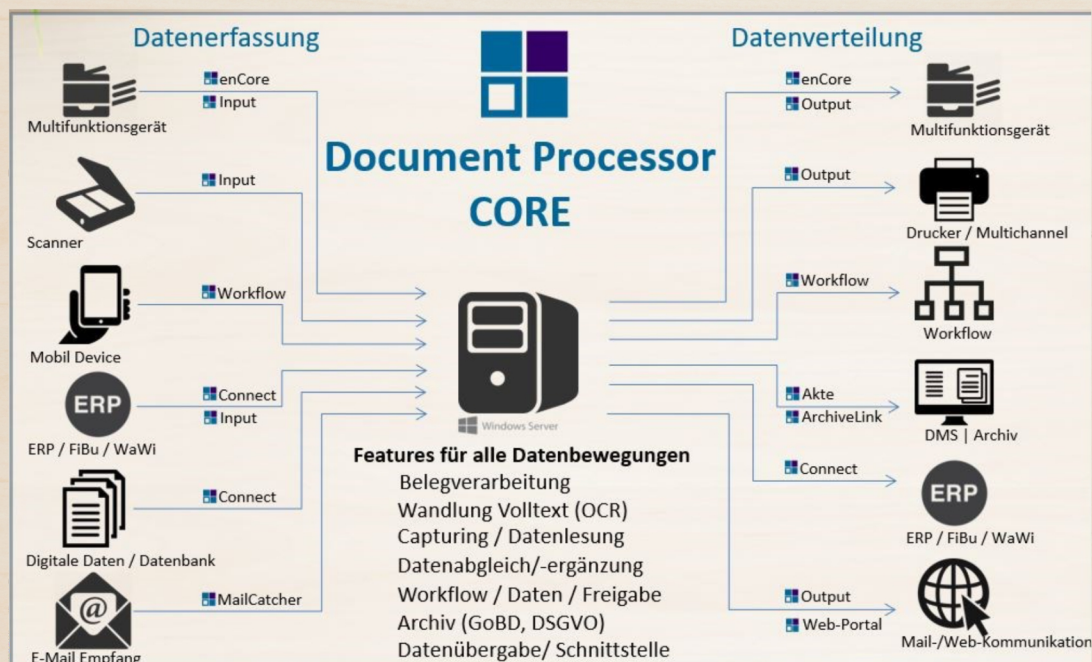 Datenerfassung
enCore
Input
Multifunktionsgerät
Input
Scanner
Workflow
Mobil Device
ERP
Connect
Input
ERP / FiBu / WaWi
Connect
Digitale Daten / Datenbank
@
MailCatcher
E-Mail Empfang
Document Processor
CORE
Windows Server
Features für alle Datenbewegungen
Belegverarbeitung
Wandlung Volltext (OCR)
Capturing / Datenlesung
Datenabgleich/-ergänzung
Workflow / Daten / Freigabe
Archiv (GoBD, DSGVO)
Datenübergabe/ Schnittstelle
Datenverteilung
enCore
Output
Multifunktionsgerät
Output
Drucker / Multichannel
Workflow
Workflow
Akte
ArchiveLink
DMS | Archiv
Connect
ERP
ERP / FiBu / WaWi
Output
Web-Portal
Mail-/Web-Kommunikation